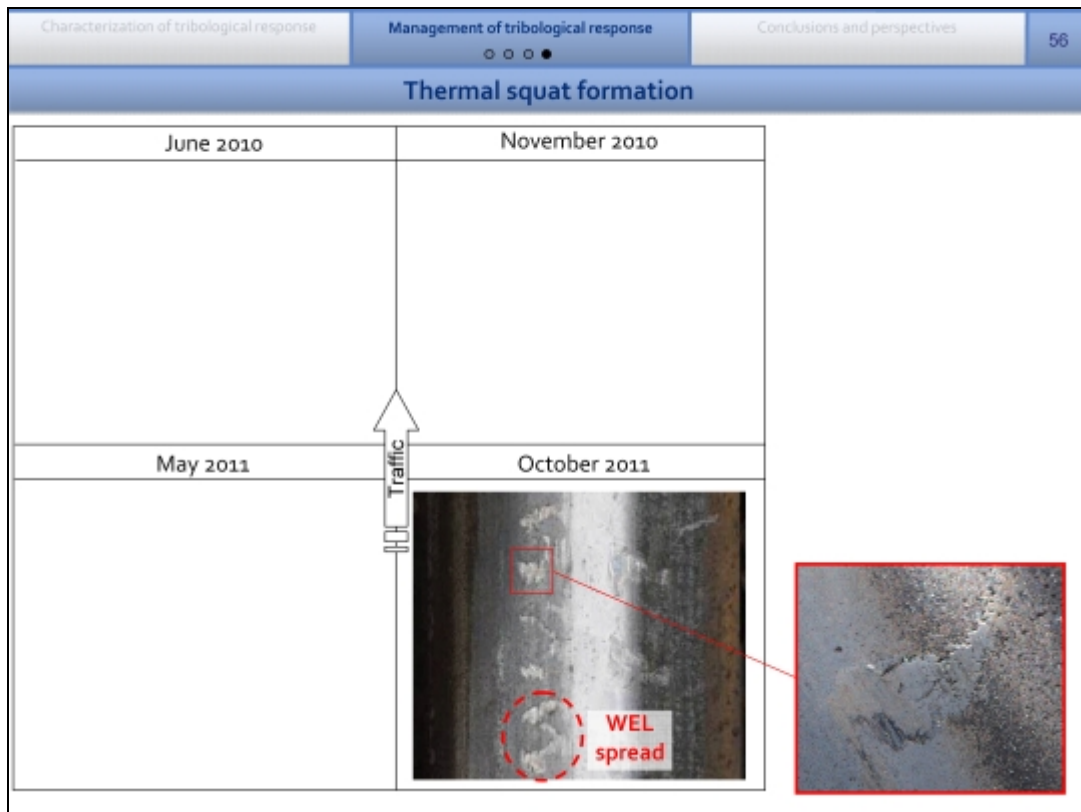 Characterization of tribological response
Management of tribological response
Conclusions and perspectives
56
Thermal squat formation
June 2010
November 2010
May 2011
October 2011
Traffic
WEL
spread